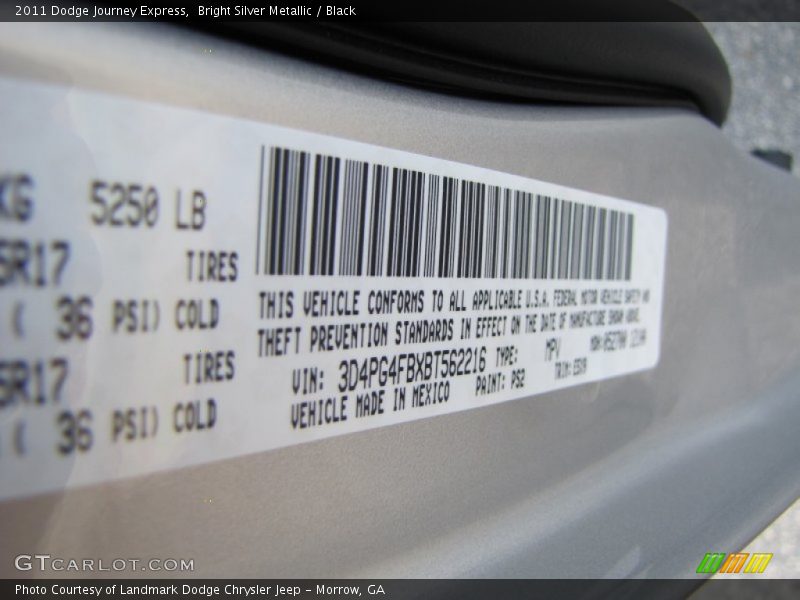 2011 Dodge Journey Express, Bright Silver Metallic / Black
KG 5250 LB
5R17 TIRES
( 36 PSI) COLD
5R17 TIRES
( 36 PSI) COLD
THIS VEHICLE CONFORMS TO ALL APPLICABLE U.S.A. FEDERAL MOTOR VEHICLE SAFETY AND
THEFT PREVENTION STANDARDS IN EFFECT ON THE DATE OF MANUFACTURE SHOWN ABOVE.
VIN: 3D4PG4FBXBT562216 TYPE: MPV
VEHICLE MADE IN MEXICO PAINT: PS2 TRIM:
GTCARLOT.COM
Photo Courtesy of Landmark Dodge Chrysler Jeep – Morrow, GA